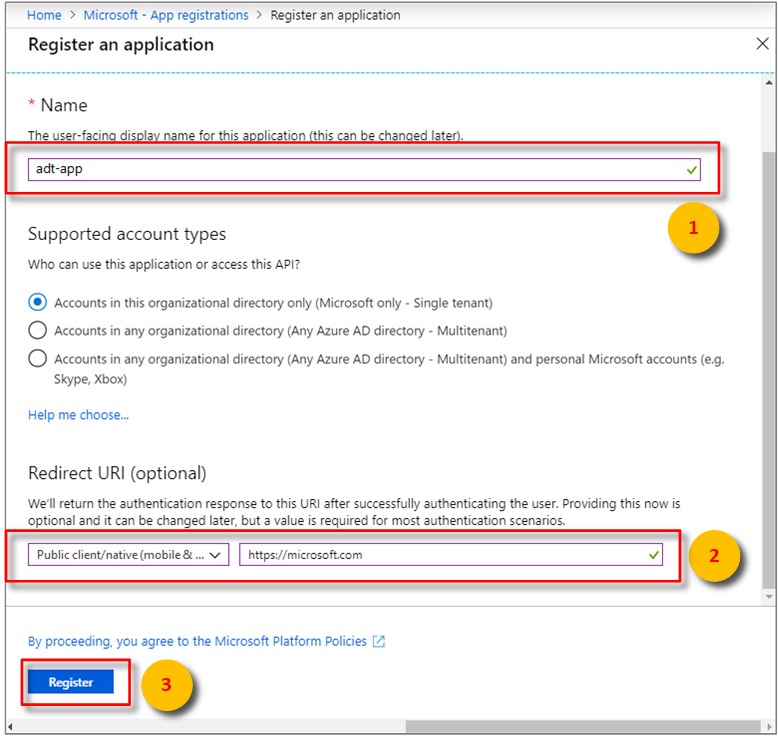 Home > Microsoft - App registrations > Register an application
Register an application
* Name
The user-facing display name for this application (this can be changed later).
adt-app
1
Supported account types
Who can use this application or access this API?
Accounts in this organizational directory only (Microsoft only - Single tenant)
Accounts in any organizational directory (Any Azure AD directory - Multitenant)
Accounts in any organizational directory (Any Azure AD directory - Multitenant) and personal Microsoft accounts (e.g.
Skype, Xbox)
Help me choose...
Redirect URI (optional)
We'll return the authentication response to this URI after successfully authenticating the user. Providing this now is
optional and it can be changed later, but a value is required for most authentication scenarios.
Public client/native (mobile & ... https://microsoft.com
2
By proceeding, you agree to the Microsoft Platform Policies
Register
3